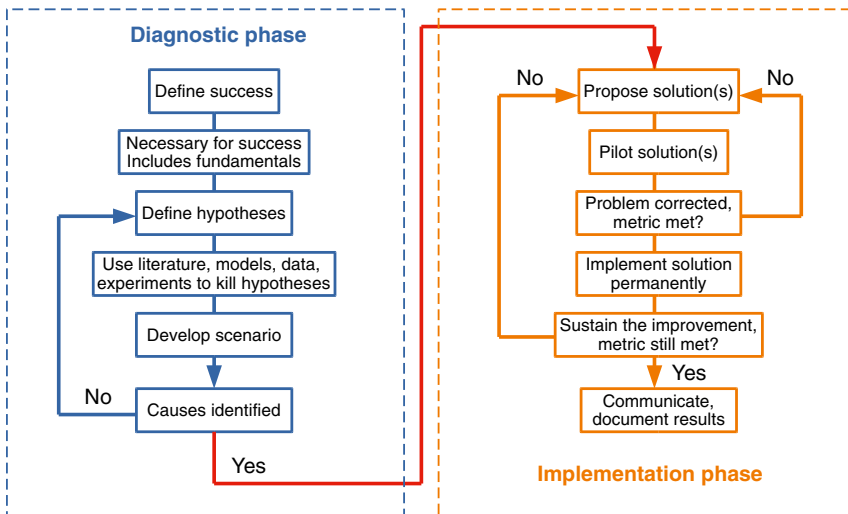 Diagnostic phase
Define success
Necessary for success
Includes fundamentals
Define hypotheses
Use literature, models, data,
experiments to kill hypotheses
Develop scenario
No
Causes identified
Yes
No
No
Propose solution(s)
Pilot solution(s)
Problem corrected,
metric met?
Implement solution
permanently
Sustain the improvement,
metric still met?
Yes
Communicate,
document results
Implementation phase